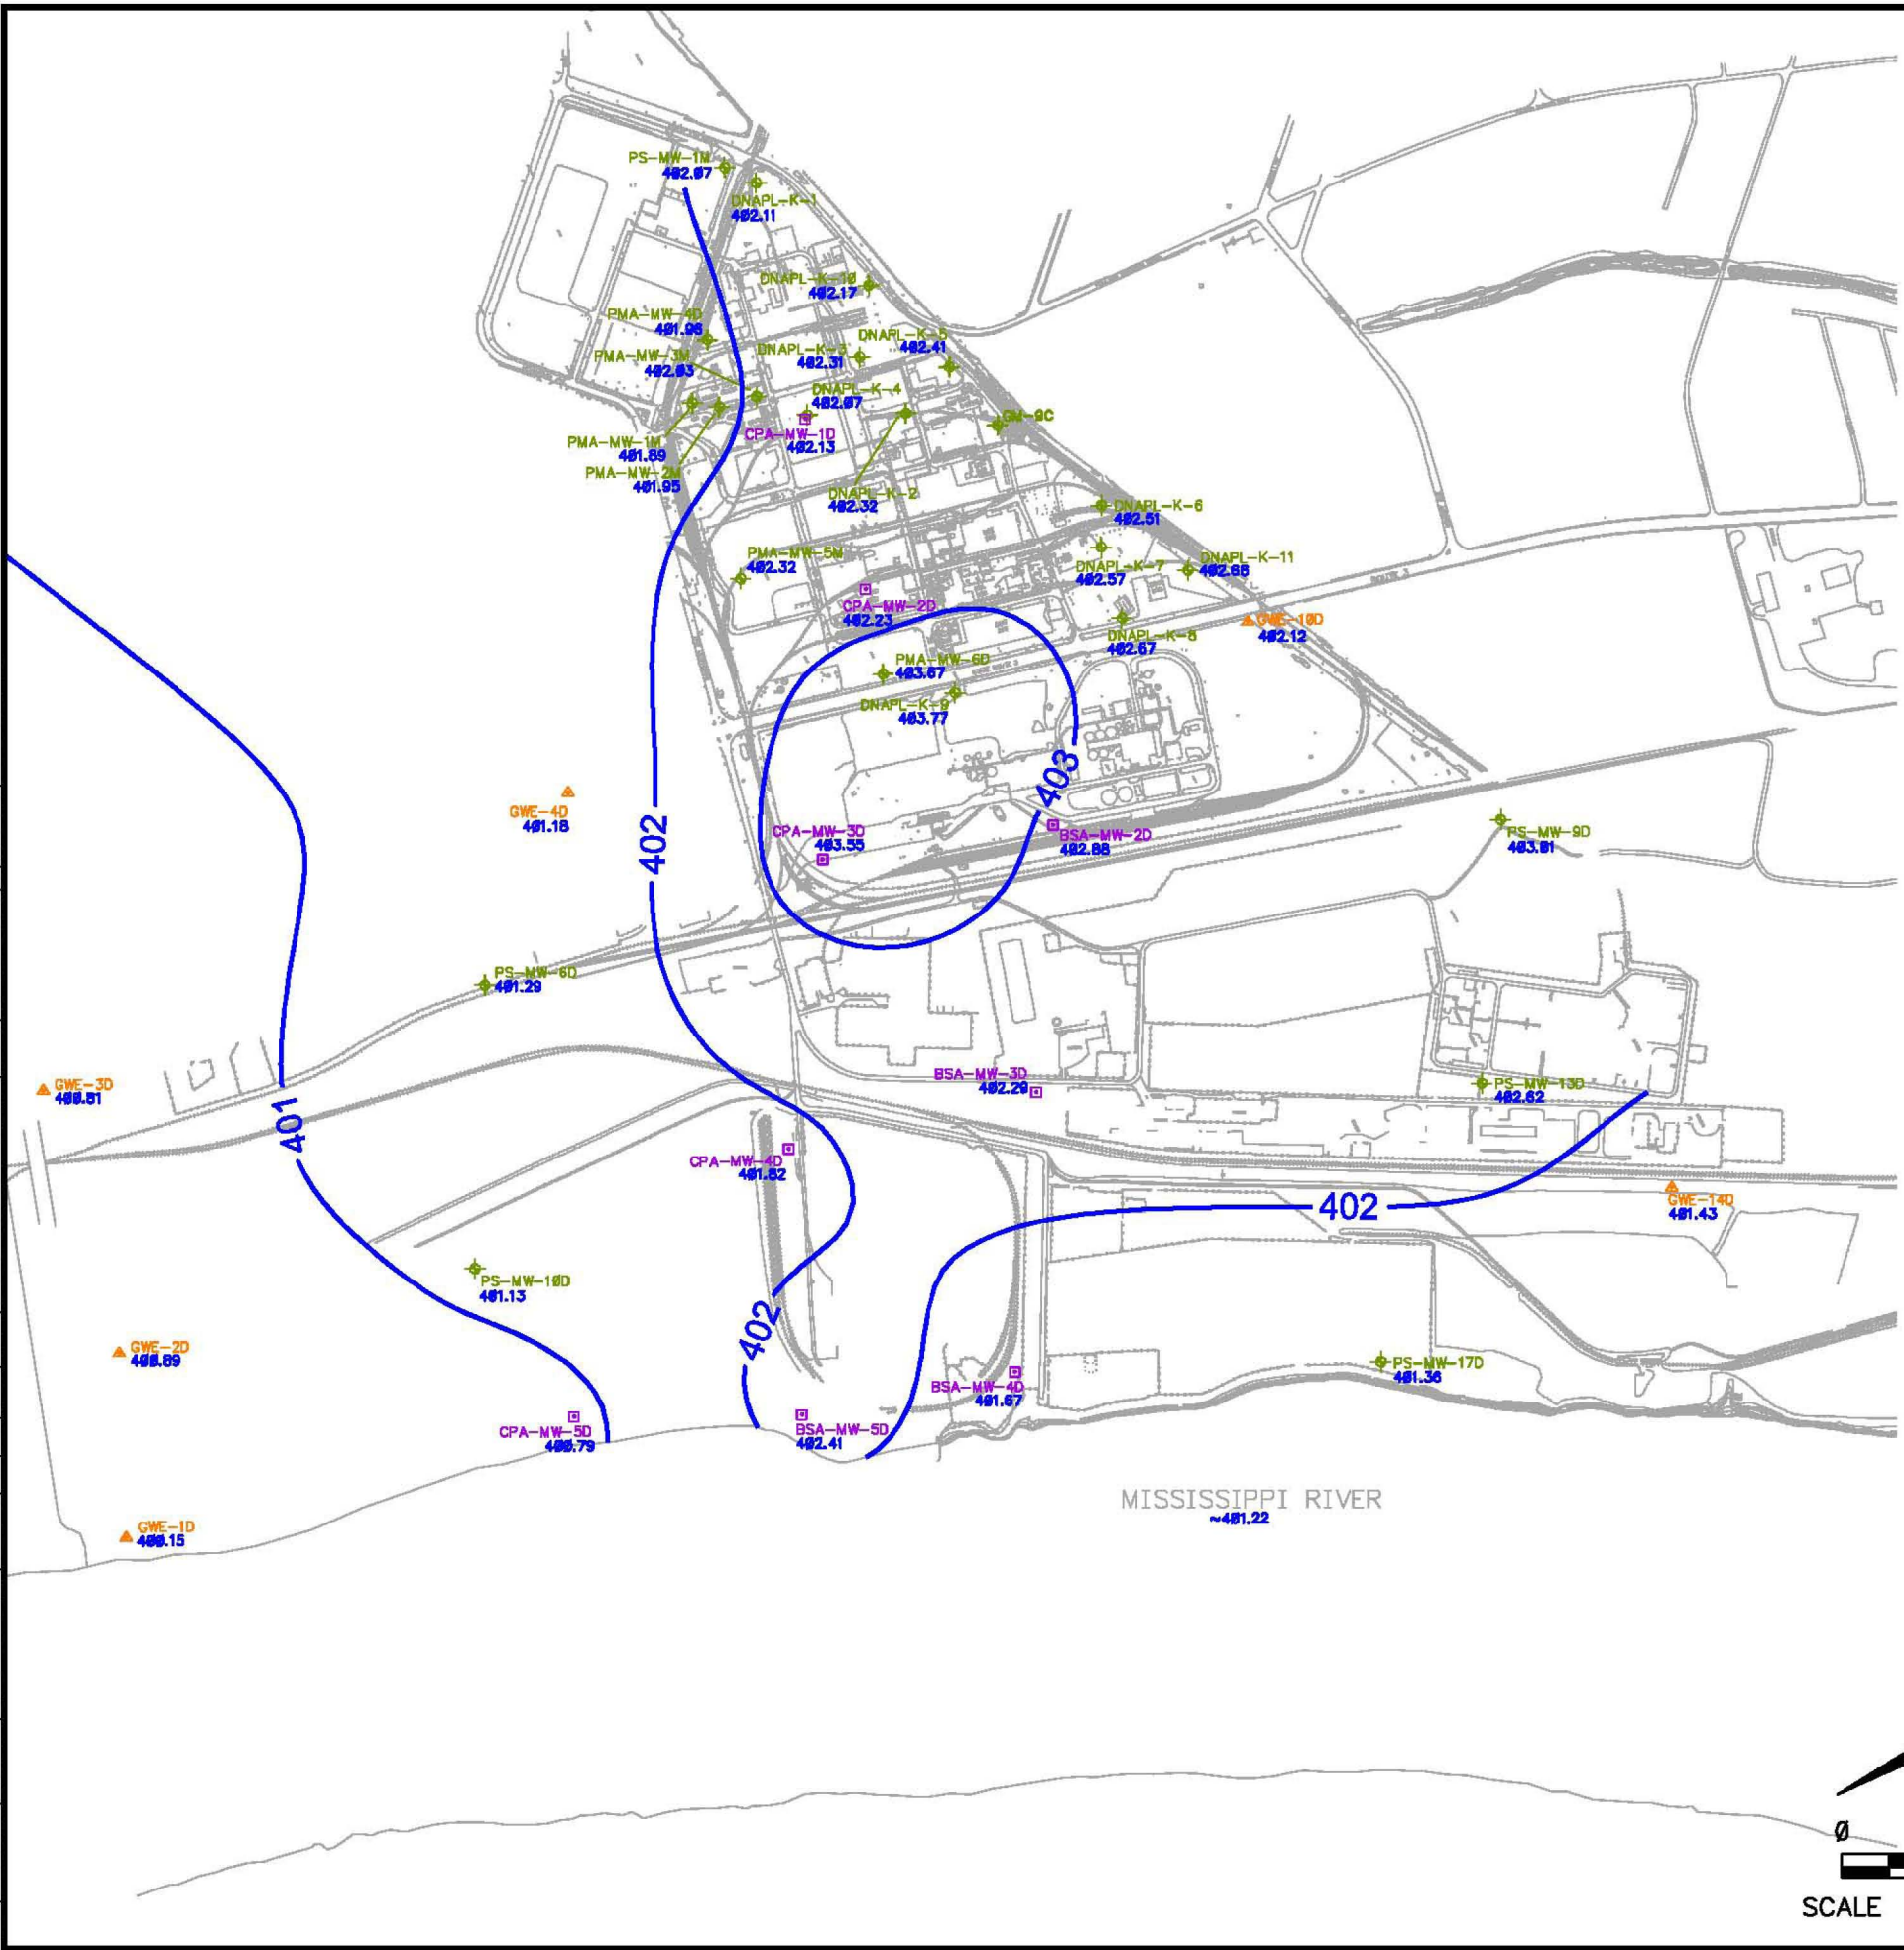 PS-MW-1M
402.07
DNAPL-K-1
402.11
DNAPL-K-10
402.17
PMA-MW-4D
401.98
DNAPL-K-5
402.41
DNAPL-K-3
402.31
PMA-MW-3M
402.03
DNAPL-K-4
402.07
GM-9C
CPA-MW-1D
402.13
PMA-MW-1M
401.89
PMA-MW-2M
401.95
DNAPL-K-2
402.32
DNAPL-K-6
402.51
PMA-MW-5M
402.32
DNAPL-K-7
402.57
DNAPL-K-11
402.68
CPA-MW-2D
402.23
GWE-10D
402.12
DNAPL-K-8
402.67
PMA-MW-6D
403.67
DNAPL-K-9
403.77
403
GWE-4D
401.18
402
CPA-MW-3D
403.55
BSA-MW-2D
402.88
PS-MW-9D
403.01
PS-MW-6D
401.29
GWE-3D
400.81
401
BSA-MW-3D
402.29
PS-MW-13D
402.62
CPA-MW-4D
401.82
402
GWE-14D
401.43
PS-MW-10D
401.13
402
GWE-2D
400.89
BSA-MW-4D
401.67
PS-MW-17D
401.36
CPA-MW-5D
400.79
BSA-MW-5D
402.41
MISSISSIPPI RIVER
~401.22
GWE-1D
400.15
0
SCALE